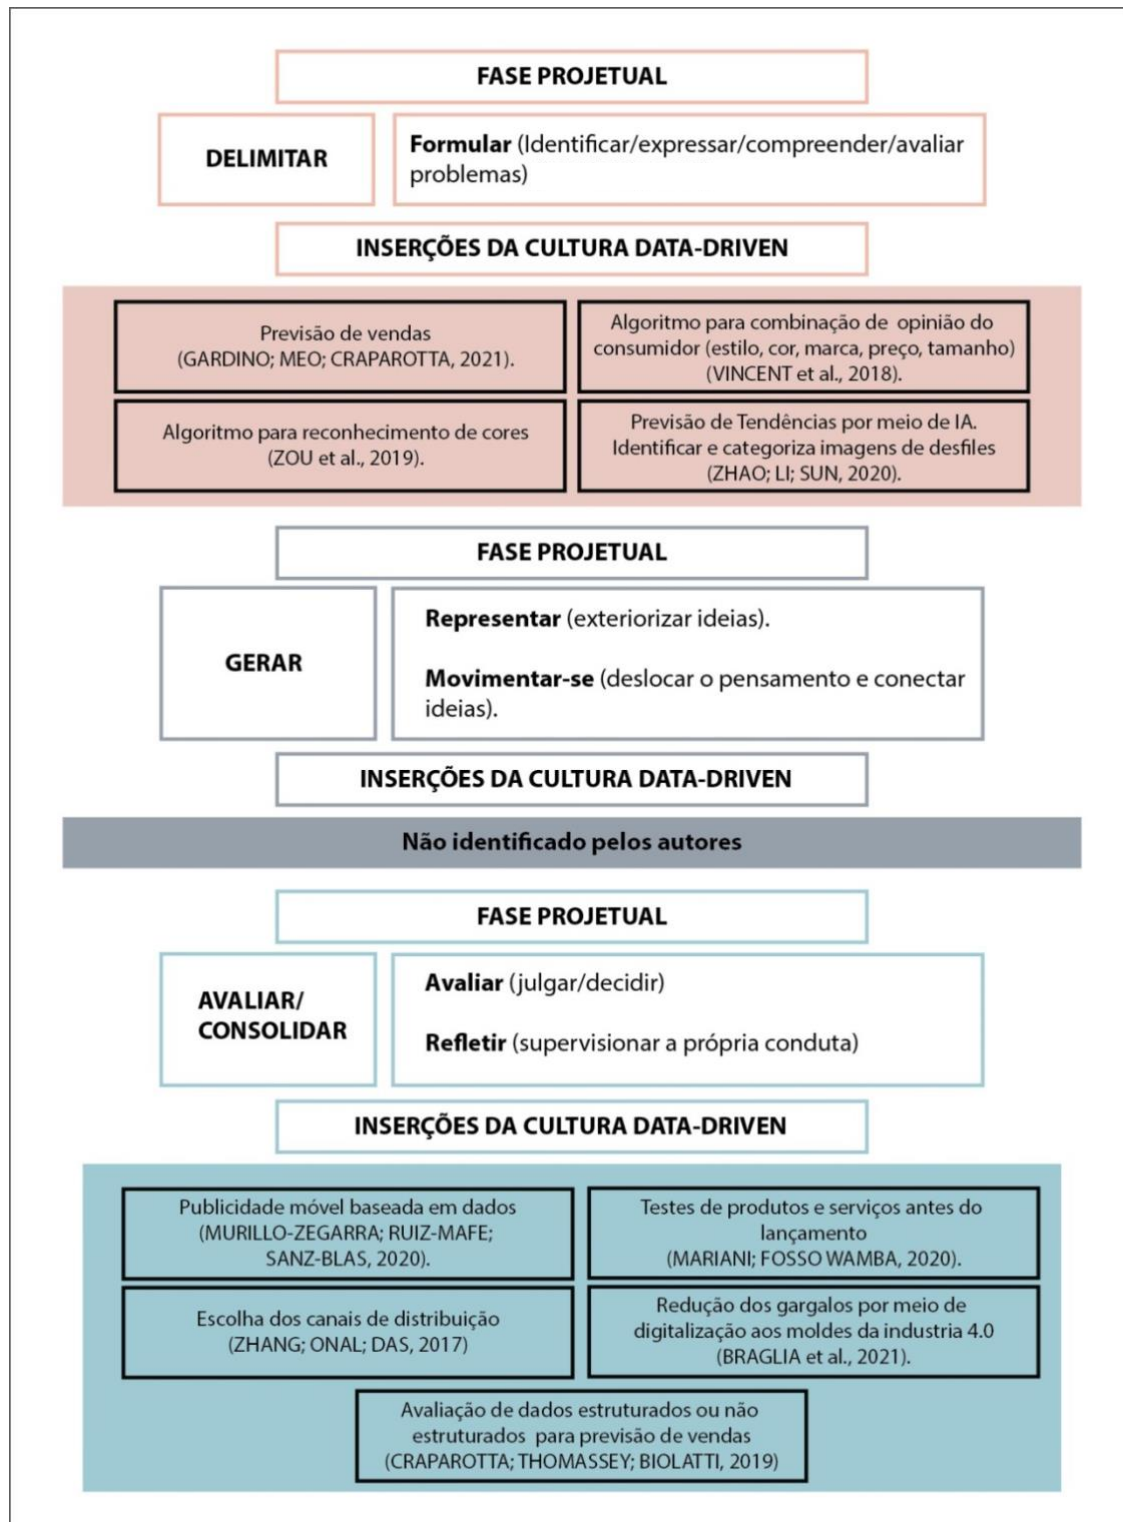 FASE PROJETUAL
DELIMITAR
Formular (Identificar/expressar/compreender/avaliar
problemas)
INSERÇÕES DA CULTURA DATA-DRIVEN
Previsão de vendas
(GARDINO; MEO; CRAPAROTTA, 2021).
Algoritmo para combinação de opinião do
consumidor (estilo, cor, marca, preço, tamanho)
(VINCENT et al., 2018).
Algoritmo para reconhecimento de cores
(ZOU et al., 2019).
Previsão de Tendências por meio de IA.
Identificar e categoriza imagens de desfiles
(ZHAO; LI; SUN, 2020).
FASE PROJETUAL
GERAR
Representar (exteriorizar ideias).
Movimentar-se (deslocar o pensamento e conectar
ideias).
INSERÇÕES DA CULTURA DATA-DRIVEN
Não identificado pelos autores
FASE PROJETUAL
AVALIAR/
CONSOLIDAR
Avaliar (julgar/decidir)
Refletir (supervisionar a própria conduta)
INSERÇÕES DA CULTURA DATA-DRIVEN
Publicidade móvel baseada em dados
(MURILLO-ZEGARRA; RUIZ-MAFE;
SANZ-BLAS, 2020).
Testes de produtos e serviços antes do
lançamento
(MARIANI; FOSSO WAMBA, 2020).
Escolha dos canais de distribuição
(ZHANG; ONAL; DAS, 2017)
Redução dos gargalos por meio de
digitalização aos moldes da industria 4.0
(BRAGLIA et al., 2021).
Avaliação de dados estruturados ou não
estruturados para previsão de vendas
(CRAPAROTTA; THOMASSEY; BIOLATTI, 2019)